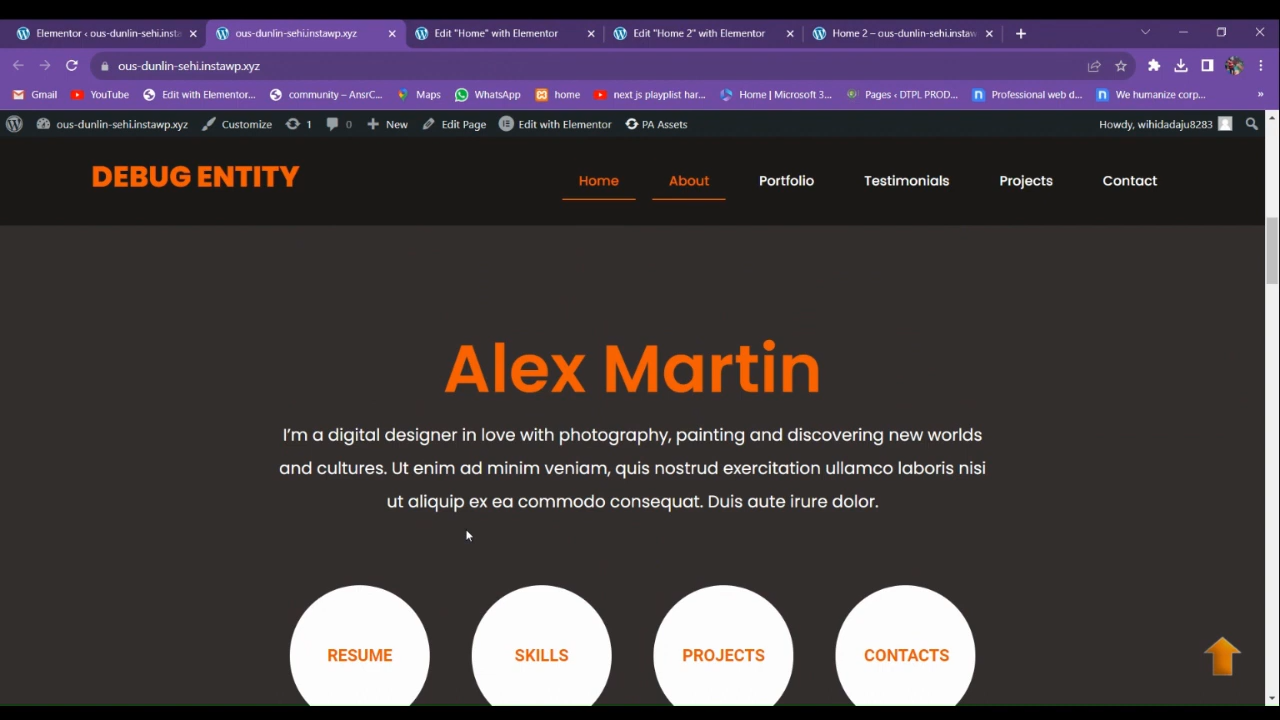 Elementor ‹ ous-dunlin-sehi.insta
ous-dunlin-sehi.instawp.xyz
Edit "Home" with Elementor
Edit "Home 2" with Elementor
Home 2 – ous-dunlin-sehi.instaw
ous-dunlin-sehi.instawp.xyz
Gmail
YouTube
Edit with Elementor...
community – AnsrC...
Maps
WhatsApp
home
next js playlist har...
Home | Microsoft 3...
Pages ‹ DTPL PROD...
Professional web d...
We humanize corp...
»
ous-dunlin-sehi.instawp.xyz
Customize
1
0
New
Edit Page
Edit with Elementor
PA Assets
Howdy, wihidadaju8283
DEBUG ENTITY
Home
About
Portfolio
Testimonials
Projects
Contact
Alex Martin
I'm a digital designer in love with photography, painting and discovering new worlds
and cultures. Ut enim ad minim veniam, quis nostrud exercitation ullamco laboris nisi
ut aliquip ex ea commodo consequat. Duis aute irure dolor.
RESUME
SKILLS
PROJECTS
CONTACTS